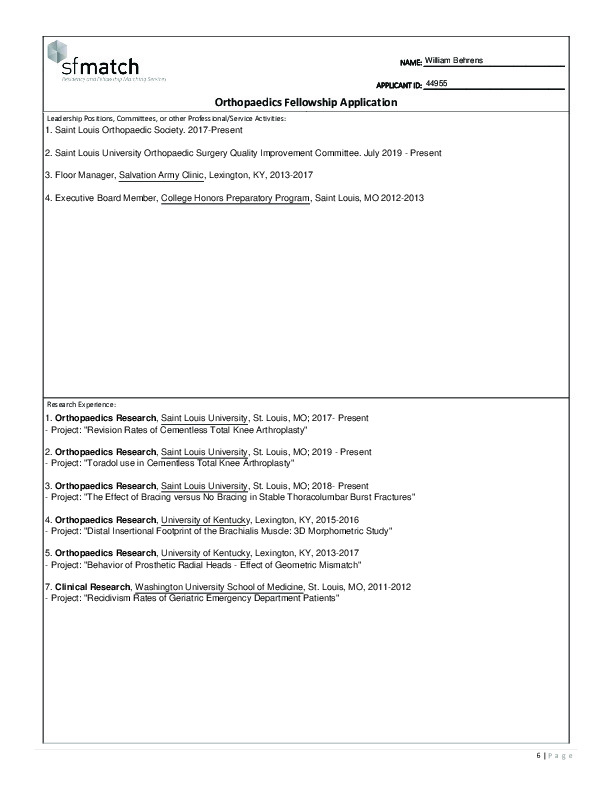 sfmatch
Residency and Fellowship Matching Services
NAME: William Behrens
APPLICANT ID: 44955
Orthopaedics Fellowship Application
Leadership Positions, Committees, or other Professional/Service Activities:
1. Saint Louis Orthopaedic Society. 2017-Present
2. Saint Louis University Orthopaedic Surgery Quality Improvement Committee. July 2019 - Present
3. Floor Manager, Salvation Army Clinic, Lexington, KY, 2013-2017
4. Executive Board Member, College Honors Preparatory Program, Saint Louis, MO 2012-2013
Research Experience:
1. Orthopaedics Research, Saint Louis University, St. Louis, MO; 2017- Present
- Project: "Revision Rates of Cementless Total Knee Arthroplasty"
2. Orthopaedics Research, Saint Louis University, St. Louis, MO; 2019 - Present
- Project: "Toradol use in Cementless Total Knee Arthroplasty"
3. Orthopaedics Research, Saint Louis University, St. Louis, MO; 2018- Present
- Project: "The Effect of Bracing versus No Bracing in Stable Thoracolumbar Burst Fractures"
4. Orthopaedics Research, University of Kentucky, Lexington, KY, 2015-2016
- Project: "Distal Insertional Footprint of the Brachialis Muscle: 3D Morphometric Study"
5. Orthopaedics Research, University of Kentucky, Lexington, KY, 2013-2017
- Project: "Behavior of Prosthetic Radial Heads - Effect of Geometric Mismatch"
7. Clinical Research, Washington University School of Medicine, St. Louis, MO, 2011-2012
- Project: "Recidivism Rates of Geriatric Emergency Department Patients"
6 | P a g e